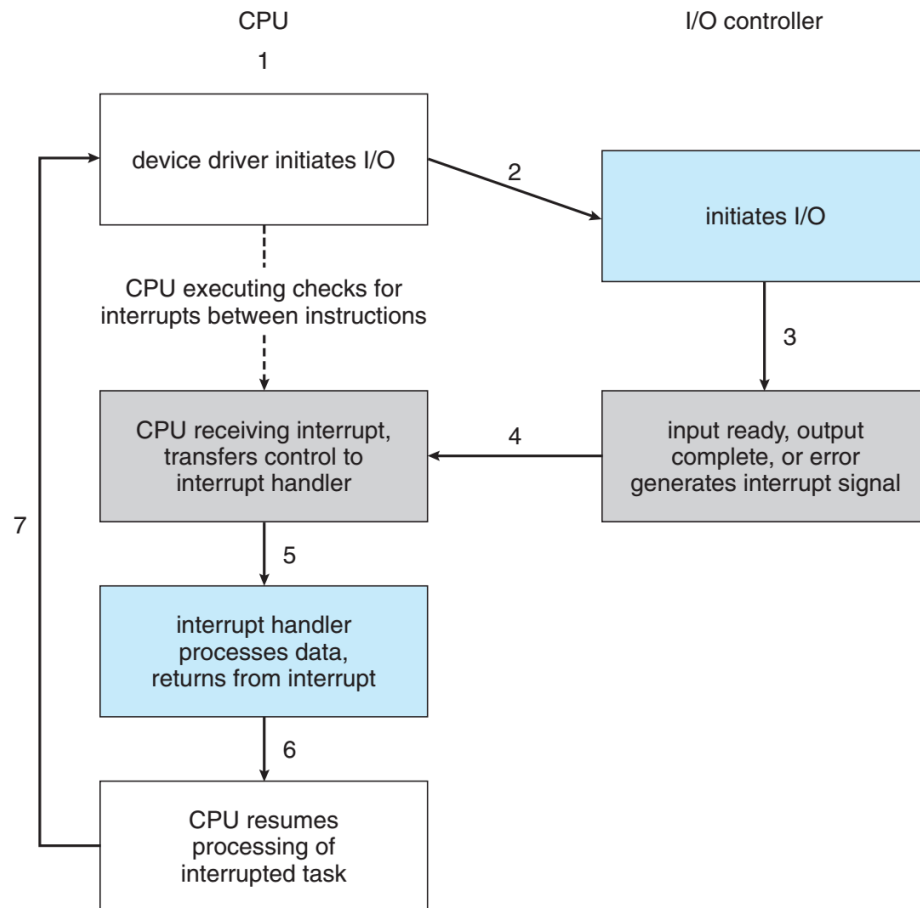 CPU
I/O controller
1
device driver initiates I/O
2
initiates I/O
CPU executing checks for
interrupts between instructions
3
CPU receiving interrupt,
transfers control to
interrupt handler
4
input ready, output
complete, or error
generates interrupt signal
5
7
interrupt handler
processes data,
returns from interrupt
6
CPU resumes
processing of
interrupted task